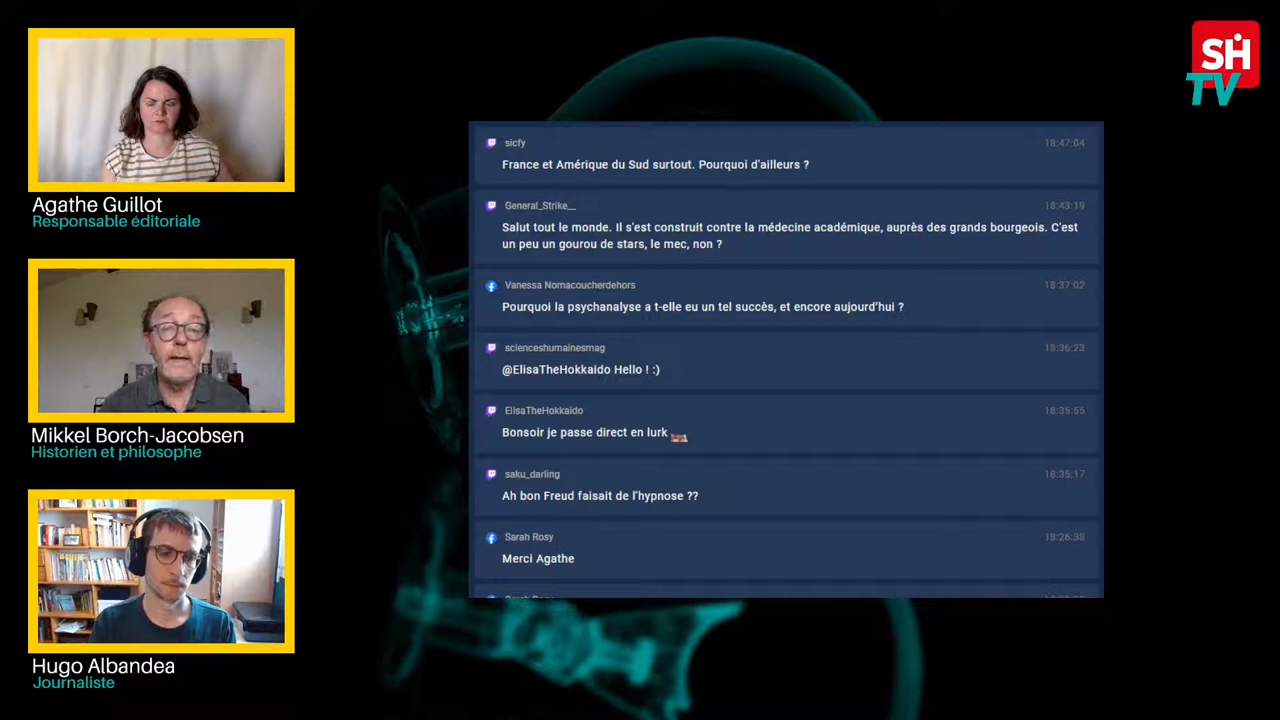 SH
TV
Agathe Guillot
Responsable éditoriale
Mikkel Borch-Jacobsen
Historien et philosophe
Hugo Albandea
Journaliste
sicfy 18:47:04
France et Amérique du Sud surtout. Pourquoi d'ailleurs ?
General_Strike__ 18:43:19
Salut tout le monde. Il s'est construit contre la médecine académique, auprès des grands bourgeois. C'est
un peu un gourou de stars, le mec, non ?
Vanessa Nomacoucherdehors 18:37:02
Pourquoi la psychanalyse a t-elle eu un tel succès, et encore aujourd'hui ?
scienceshumainesmag 18:36:23
@ElisaTheHokkaido Hello ! :)
ElisaTheHokkaido 18:35:55
Bonsoir je passe direct en lurk
saku_darling 18:35:17
Ah bon Freud faisait de l'hypnose ??
Sarah Rosy 18:26:38
Merci Agathe